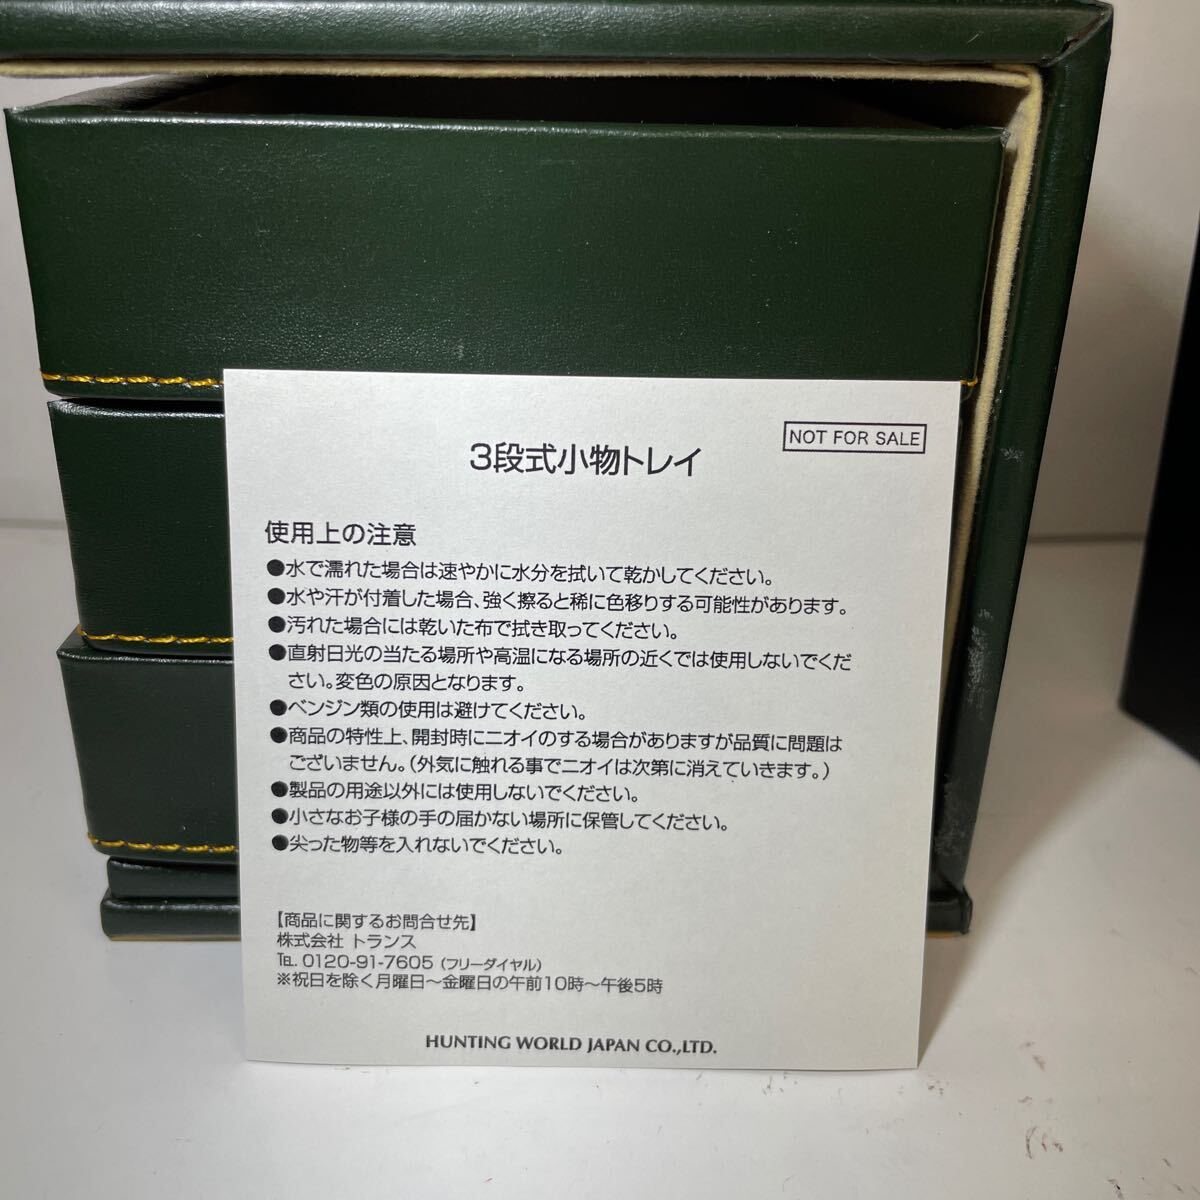 3段式小物トレイ
NOT FOR SALE
使用上の注意
●水で濡れた場合は速やかに水分を拭いて乾かしてください。
●水や汗が付着した場合、強く擦ると稀に色移りする可能性があります。
●汚れた場合には乾いた布で拭き取ってください。
●直射日光の当たる場所や高温になる場所の近くでは使用しないでくだ
さい。変色の原因となります。
●ベンジン類の使用は避けてください。
●商品の特性上、開封時にニオイのする場合がありますが品質に問題は
ございません。(外気に触れる事でニオイは次第に消えていきます。)
●製品の用途以外には使用しないでください。
●小さなお子様の手の届かない場所に保管してください。
●尖った物等を入れないでください。
【商品に関するお問合せ先】
株式会社 トランス
TEL. 0120-91-7605 (フリーダイヤル)
※祝日を除く月曜日〜金曜日の午前10時〜午後5時
HUNTING WORLD JAPAN CO.,LTD.